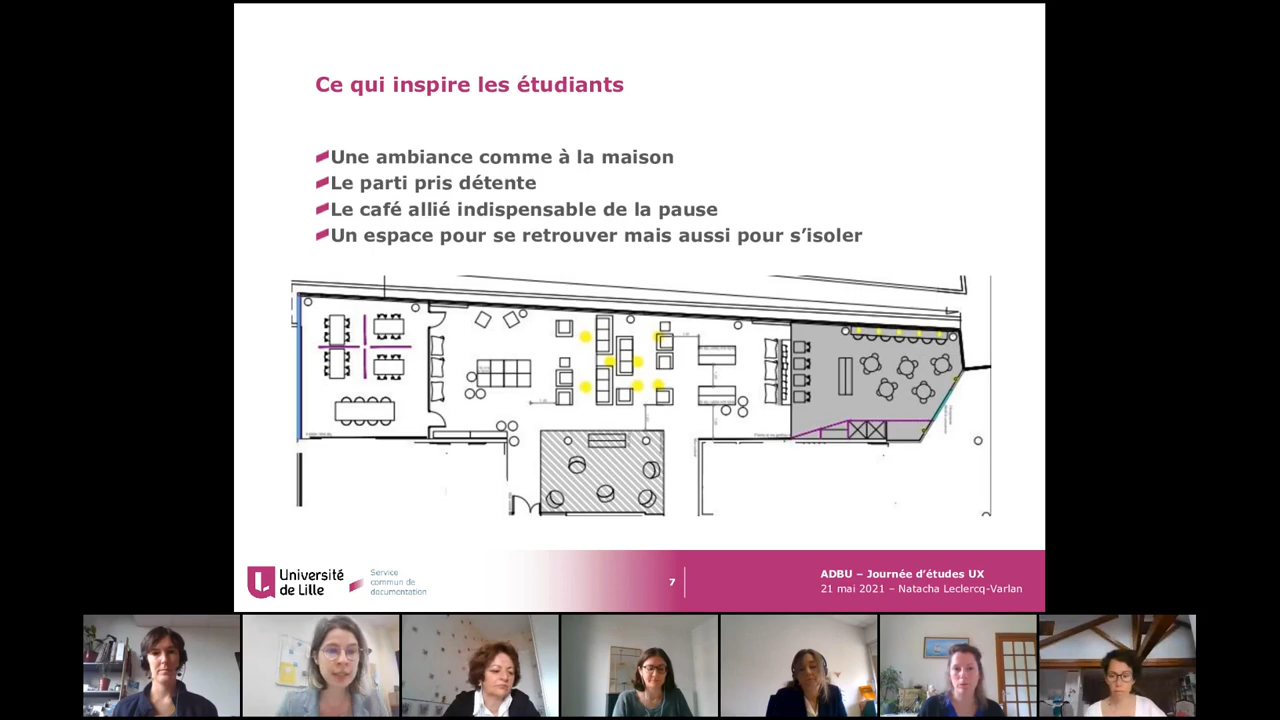 Ce qui inspire les étudiants
Une ambiance comme à la maison
Le parti pris détente
Le café allié indispensable de la pause
Un espace pour se retrouver mais aussi pour s’isoler
Université
de Lille
Service
commun de
documentation
7
ADBU – Journée d’études UX
21 mai 2021 – Natacha Leclercq-Varlan